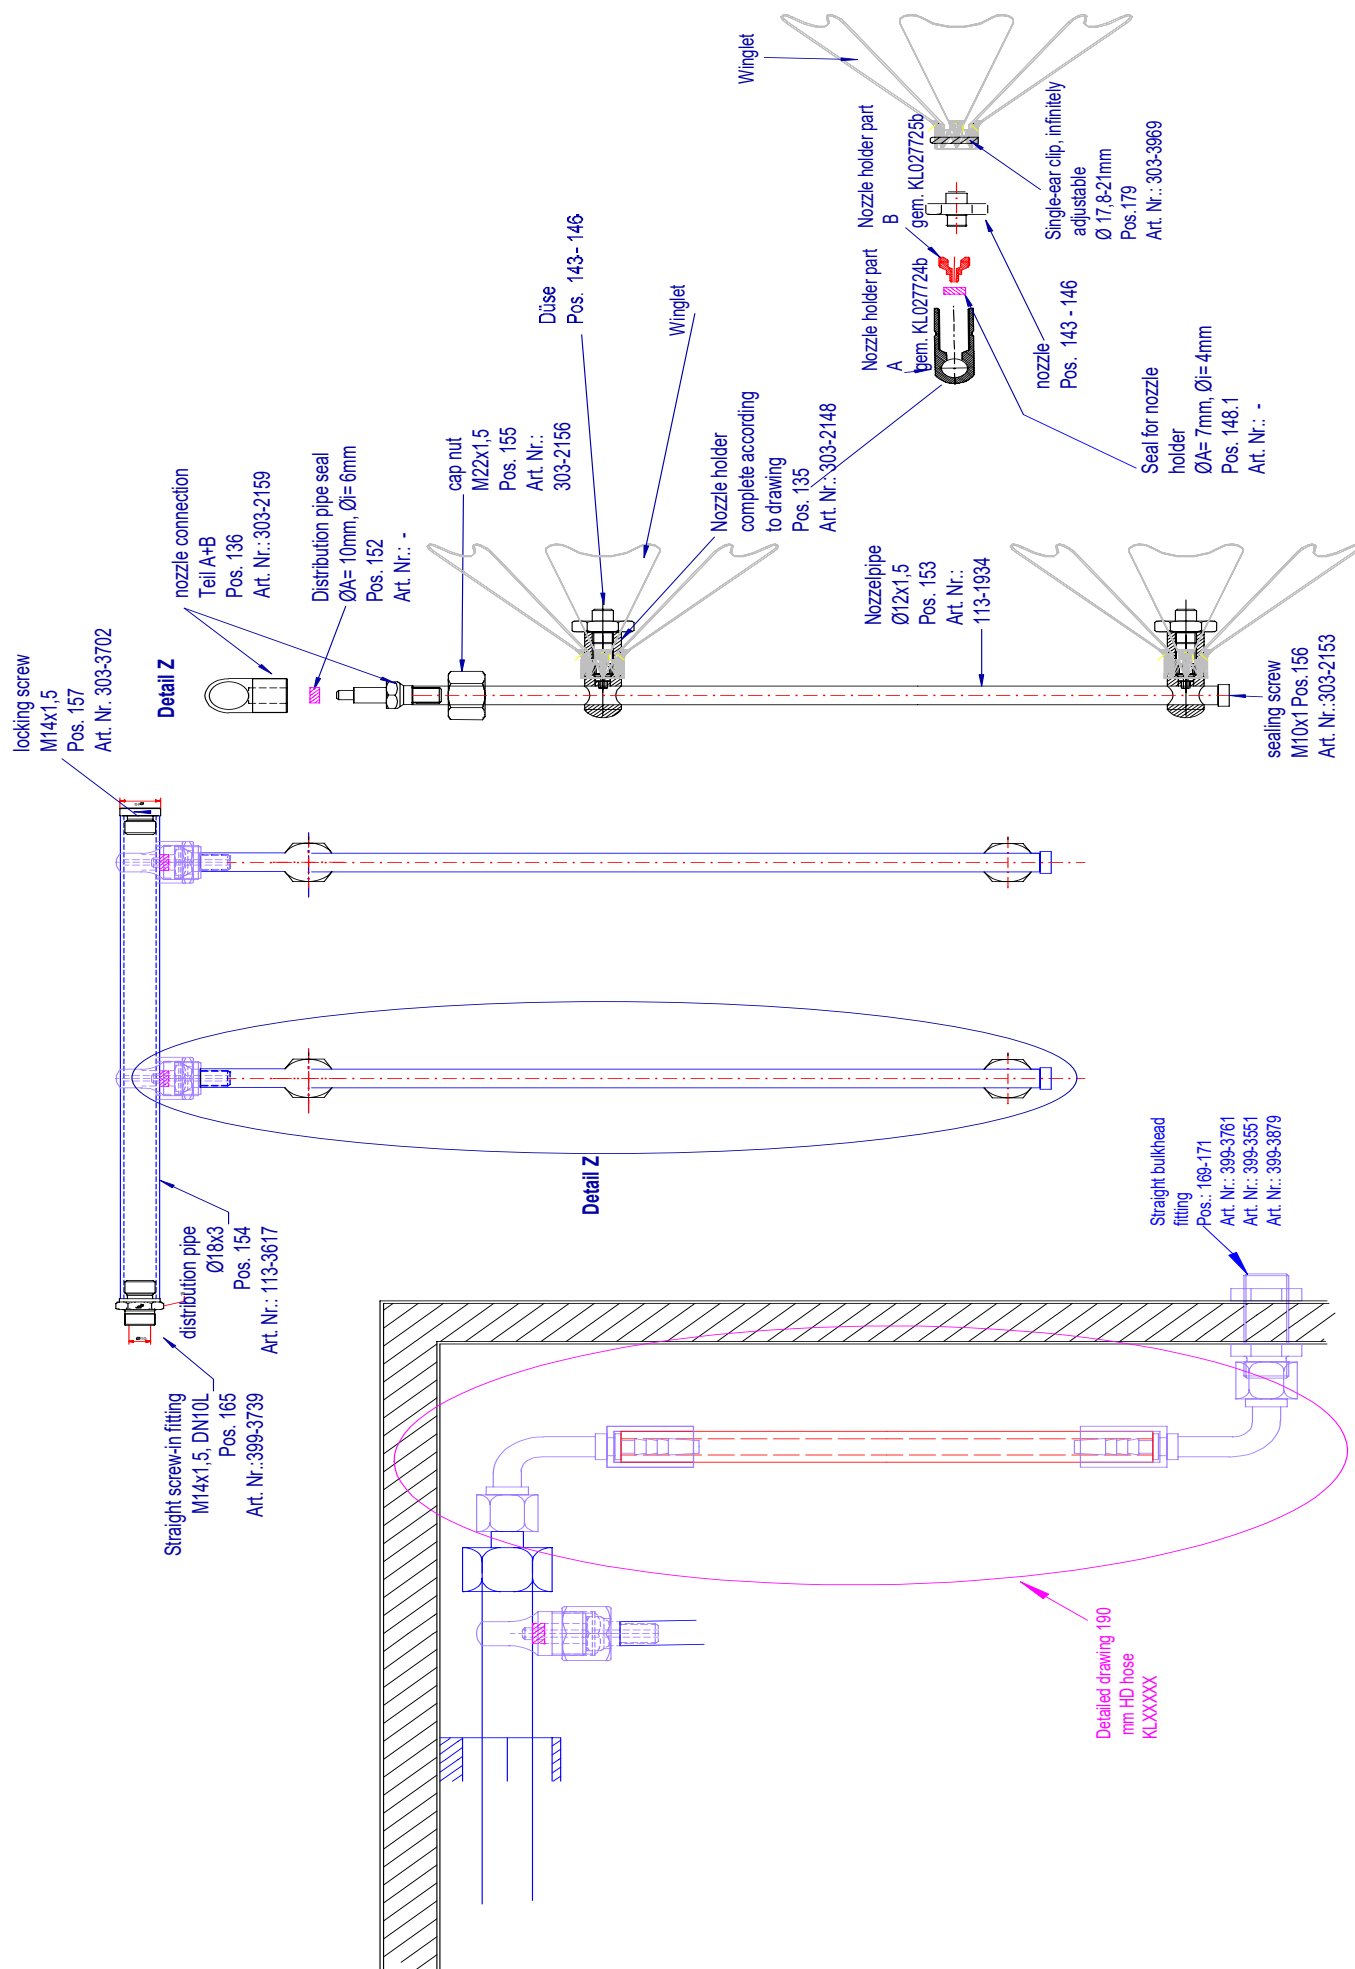 locking screw
M14x1,5
Pos. 157
Art. Nr. 303-3702
Detail Z
nozzle connection
Teil A+B
Pos. 136
Art. Nr.: 303-2159
Distribution pipe seal
ØA= 10mm, Øi= 6mm
Pos. 152
Art. Nr.: -
cap nut
M22x1,5
Pos. 155
Art. Nr.:
303-2156
Düse
Pos. 143- 146
Winglet
Nozzle holder
complete according
to drawing
Pos. 135
Art. Nr.:303-2148
Nozzelpipe
Ø12x1,5
Pos. 153
Art. Nr.:
113-1934
sealing screw
M10x1 Pos.156
Art. Nr.:303-2153
Winglet
Nozzle holder part
B
gem. KL027725b
Nozzle holder part
A
gem. KL027724b
Single-ear clip, infinitely
adjustable
Ø 17,8-21mm
Pos.179
Art. Nr.: 303-3969
nozzle
Pos. 143 - 146
Seal for nozzle
holder
ØA= 7mm, Øi= 4mm
Pos. 148.1
Art. Nr.: -
Straight screw-in fitting
M14x1,5, DN10L
Pos. 165
Art. Nr.:399-3739
distribution pipe
Ø18x3
Pos. 154
Art. Nr.: 113-3617
Detail Z
Straight bulkhead
fitting
Pos.: 169-171
Art. Nr.: 399-3761
Art. Nr.: 399-3551
Art. Nr.: 399-3879
Detailed drawing 190
mm HD hose
KLXXXXX